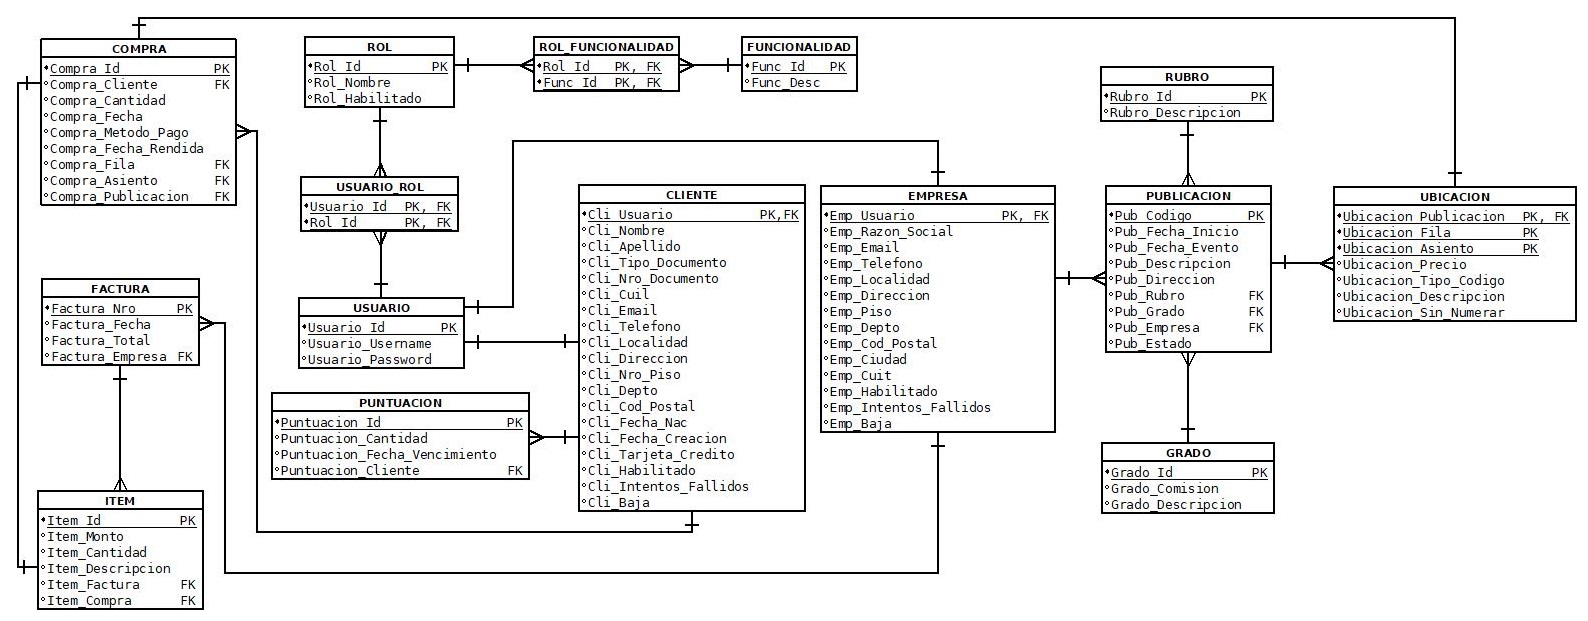 COMPRA
Compra_Id PK
Compra_Cliente FK
Compra_Cantidad
Compra_Fecha
Compra_Metodo_Pago
Compra_Fecha_Rendida
Compra_Fila FK
Compra_Asiento FK
Compra_Publicacion FK
ROL
Rol_Id PK
Rol_Nombre
Rol_Habilitado
ROL_FUNCIONALIDAD
Rol_Id PK, FK
Func_Id PK, FK
FUNCIONALIDAD
Func_Id PK
Func_Desc
RUBRO
Rubro_Id PK
Rubro_Descripcion
USUARIO_ROL
Usuario_Id PK, FK
Rol_Id PK, FK
CLIENTE
Cli_Usuario PK,FK
Cli_Nombre
Cli_Apellido
Cli_Tipo_Documento
Cli_Nro_Documento
Cli_Cuil
Cli_Email
Cli_Telefono
Cli_Localidad
Cli_Direccion
Cli_Nro_Piso
Cli_Depto
Cli_Cod_Postal
Cli_Fecha_Nac
Cli_Fecha_Creacion
Cli_Tarjeta_Credito
Cli_Habilitado
Cli_Intentos_Fallidos
Cli_Baja
EMPRESA
Emp_Usuario PK, FK
Emp_Razon_Social
Emp_Email
Emp_Telefono
Emp_Localidad
Emp_Direccion
Emp_Piso
Emp_Depto
Emp_Cod_Postal
Emp_Ciudad
Emp_Cuit
Emp_Habilitado
Emp_Intentos_Fallidos
Emp_Baja
PUBLICACION
Pub_Codigo PK
Pub_Fecha_Inicio
Pub_Fecha_Evento
Pub_Descripcion
Pub_Direccion
Pub_Rubro FK
Pub_Grado FK
Pub_Empresa FK
Pub_Estado
UBICACION
Ubicacion_Publicacion PK, FK
Ubicacion_Fila PK
Ubicacion_Asiento PK
Ubicacion_Precio
Ubicacion_Tipo_Codigo
Ubicacion_Descripcion
Ubicacion_Sin_Numerar
FACTURA
Factura_Nro PK
Factura_Fecha
Factura_Total
Factura_Empresa FK
USUARIO
Usuario_Id PK
Usuario_Username
Usuario_Password
PUNTUACION
Puntuacion_Id PK
Puntuacion_Cantidad
Puntuacion_Fecha_Vencimiento
Puntuacion_Cliente FK
GRADO
Grado_Id PK
Grado_Comision
Grado_Descripcion
ITEM
Item_Id PK
Item_Monto
Item_Cantidad
Item_Descripcion
Item_Factura FK
Item_Compra FK